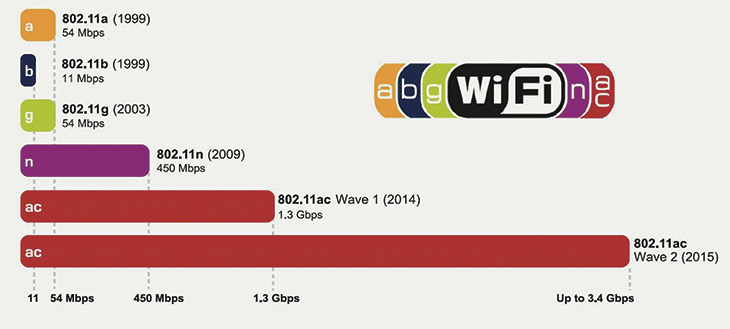 a
802.11a (1999)
54 Mbps
b
802.11b (1999)
11 Mbps
a b g WiFi n ac
g
802.11g (2003)
54 Mbps
n
802.11n (2009)
450 Mbps
ac
802.11ac Wave 1 (2014)
1.3 Gbps
ac
802.11ac
Wave 2 (2015)
11 54 Mbps 450 Mbps 1.3 Gbps Up to 3.4 Gbps